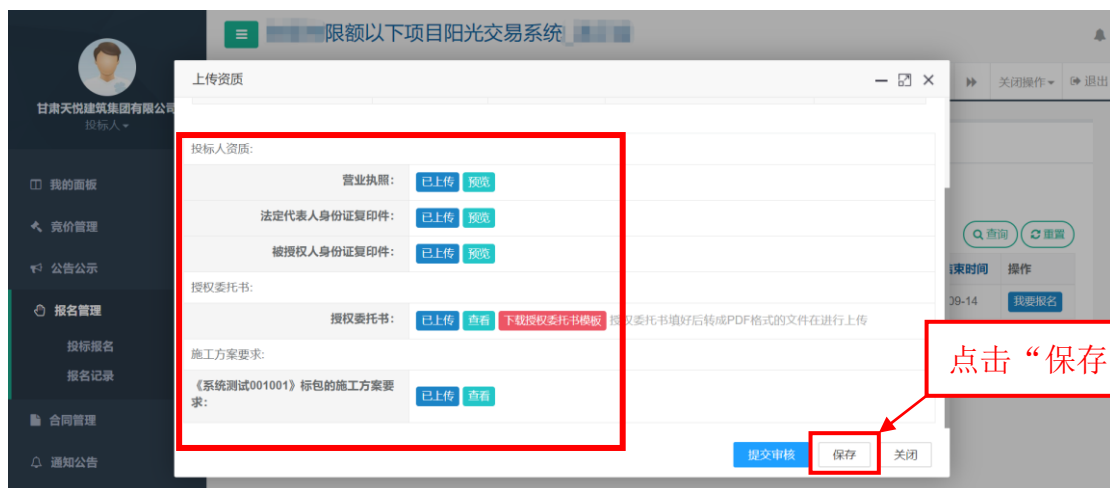 限额以下项目阳光交易系统
上传资质
关闭操作
退出
甘肃天悦建筑集团有限公司
投标人
我的面板
竞价管理
公告公示
报名管理
投标报名
报名记录
合同管理
通知公告
投标人资质:
营业执照: 已上传 预览
法定代表人身份证复印件: 已上传 预览
被授权人身份证复印件: 已上传 预览
授权委托书:
授权委托书: 已上传 查看 下载授权委托书模板 授权委托书填好后转成PDF格式的文件在进行上传
施工方案要求:
《系统测试001001》标包的施工方案要
求: 已上传 查看
提交审核 保存 关闭
查询 重置
束时间 操作
09-14 我要报名
点击“保存